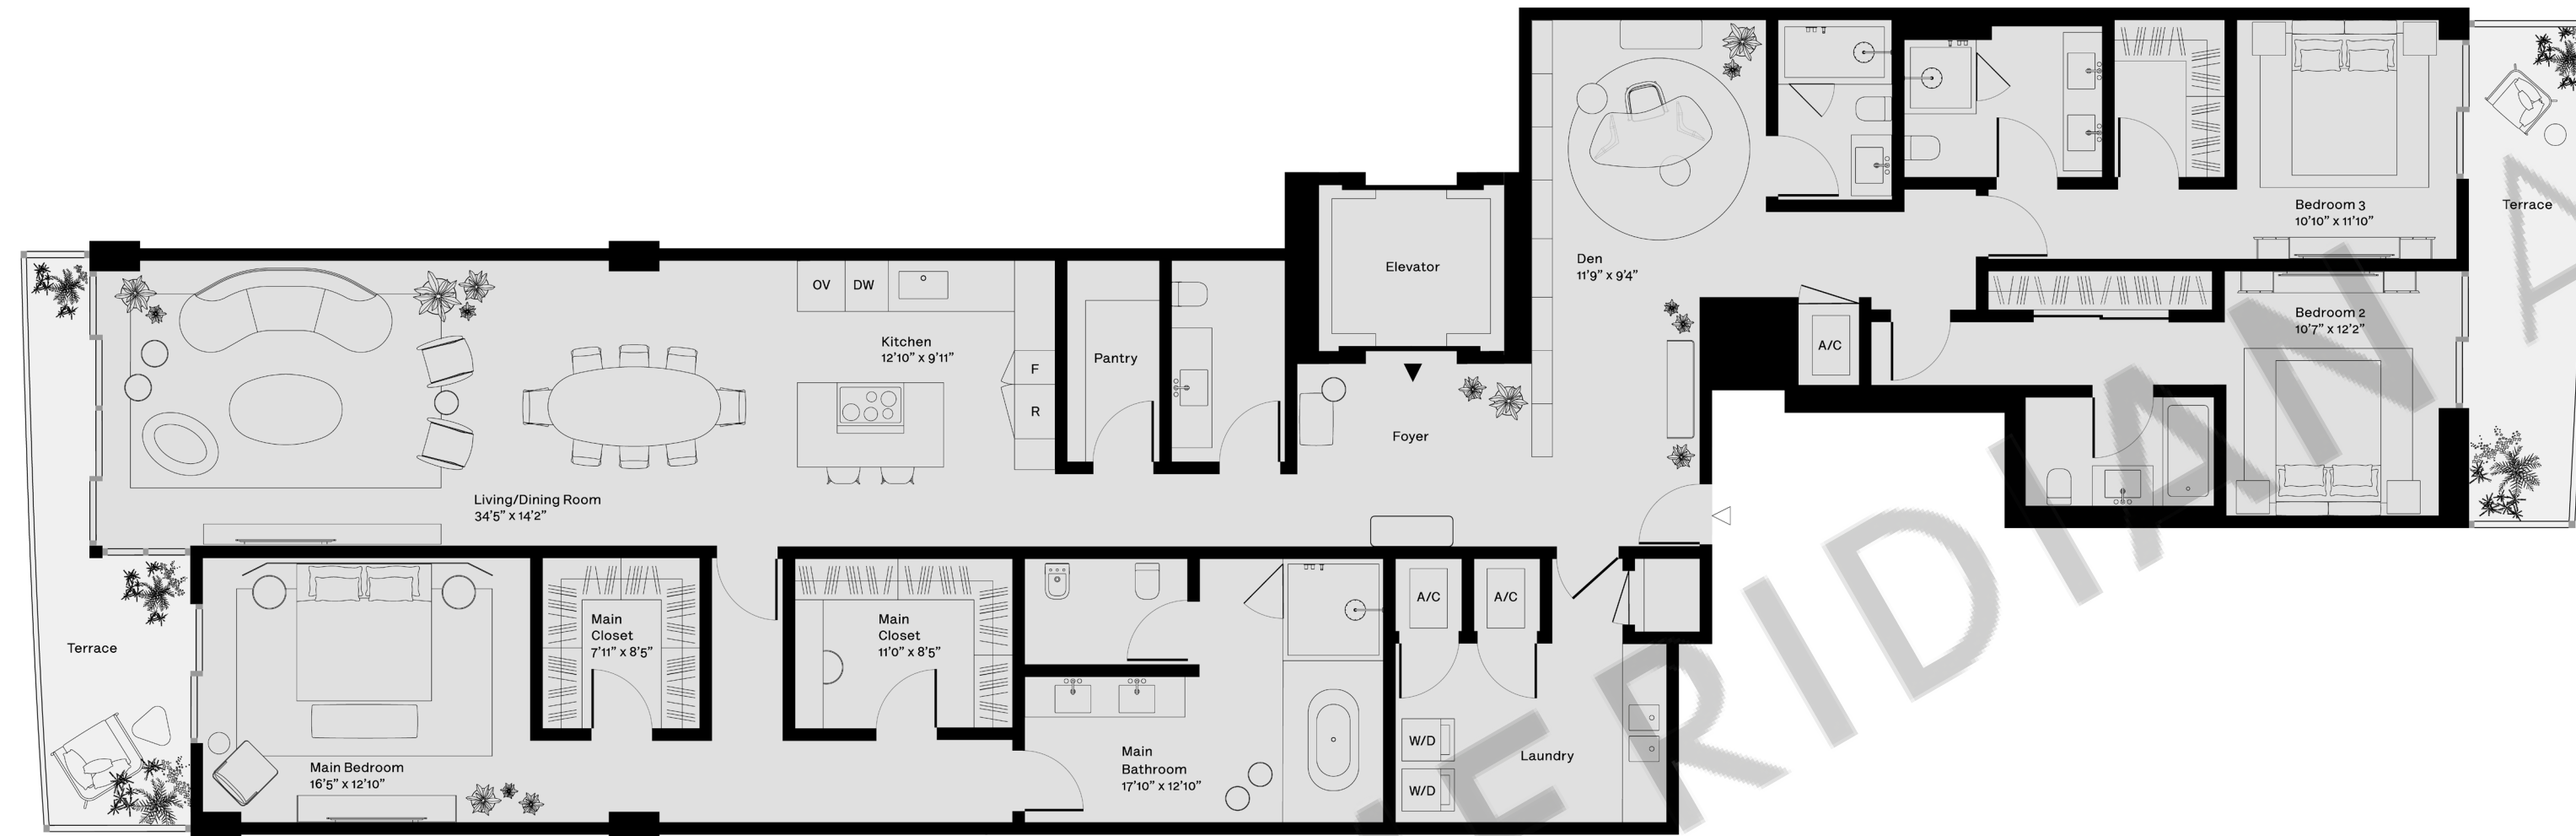 Elevator
Den
11'9" x 9'4"
Bedroom 3
10'10" x 11'10"
Terrace
Bedroom 2
10'7" x 12'2"
A/C
OV
DW
Kitchen
12'10" x 9'11"
F
R
Pantry
Foyer
Living/Dining Room
34'5" x 14'2"
Terrace
Main
Closet
7'11" x 8'5"
Main
Closet
11'0" x 8'5"
A/C
A/C
Main Bedroom
16'5" x 12'10"
Main
Bathroom
17'10" x 12'10"
W/D
W/D
Laundry
ERIDIAN A